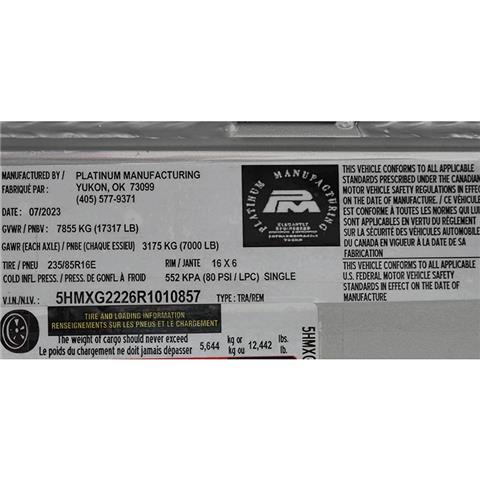 MANUFACTURED BY / PLATINUM MANUFACTURING
FABRIQUÉ PAR : YUKON, OK 73099
(405) 577-9371
DATE : 07/2023
GVWR / PNBV : 7855 KG (17317 LB)
GAWR (EACH AXLE) / PNBE (CHAQUE ESSIEU) 3175 KG (7000 LB)
TIRE / PNEU 235/85R16E RIM / JANTE 16 X 6
COLD INFL. PRESS. / PRESS. DE GONFL. À FROID 552 KPA (80 PSI / LPC) SINGLE
V.I.N./N.I.V.: 5HMXG2226R1010857 TYPE : TRA/REM
PLATINUM MANUFACTURING
PM
THIS VEHICLE CONFORMS TO ALL APPLICABLE
STANDARDS PRESCRIBED UNDER THE CANADIAN
MOTOR VEHICLE SAFETY REGULATIONS IN EFFECT
ON THE DATE OF MANUFACTURE. / CE VÉHICULE
EST CONFORME À TOUTES LES NORMES QUI LUI
SONT APPLICABLES EN VERTU DU RÈGLEMENT
SUR LA SÉCURITÉ DES VÉHICULES AUTOMOBILES
DU CANADA EN VIGUEUR À LA DATE DE SA
FABRICATION
THIS VEHICLE CONFORMS TO ALL APPLICABLE
U.S. FEDERAL MOTOR VEHICLE SAFETY
STANDARDS IN EFFECT ON THE DATE OF
MANUFACTURE
TIRE AND LOADING INFORMATION
RENSEIGNEMENTS SUR LES PNEUS ET LE CHARGEMENT
The weight of cargo should never exceed
Le poids du chargement ne doit jamais dépasser
5,644 kg or kg ou 12,442 lbs. lb.
5HMXG